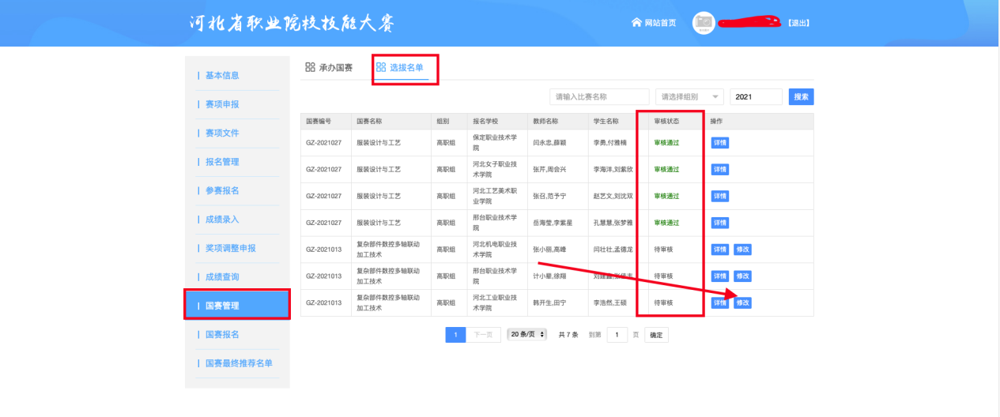 河北省职业院校技能大赛
网站首页
【退出】
基本信息
赛项申报
赛项文件
报名管理
参赛报名
成绩录入
奖项调整申报
成绩查询
国赛管理
国赛报名
国赛最终推荐名单
承办国赛 选拔名单
请输入比赛名称 请选择组别 2021 搜索
国赛编号 国赛名称 组别 报名学校 教师名称 学生名称 审核状态 操作
GZ-2021027 服装设计与工艺 高职组 保定职业技术学院 闫永忠,薛颖 李勇,付雅楠 审核通过 详情
GZ-2021027 服装设计与工艺 高职组 河北女子职业技术学院 张芹,周会兴 李海洋,刘紫欣 审核通过 详情
GZ-2021027 服装设计与工艺 高职组 河北工艺美术职业学院 张召,范予宁 赵艺文,刘沈双 审核通过 详情
GZ-2021027 服装设计与工艺 高职组 邢台职业技术学院 岳海莹,李紫星 孔慧慧,张梦雅 审核通过 详情
GZ-2021013 复杂部件数控多轴联动加工技术 高职组 河北机电职业技术学院 张小丽,高峰 闫壮壮,孟德龙 待审核 详情 修改
GZ-2021013 复杂部件数控多轴联动加工技术 高职组 邢台职业技术学院 徐翔 待审核 详情 修改
GZ-2021013 复杂部件数控多轴联动加工技术 高职组 河北工业职业技术学院 韩开生,田宁 李浩然,王硕 待审核 详情 修改
1 下一页 20 条/页 共 7 条 到第 1 页 确定